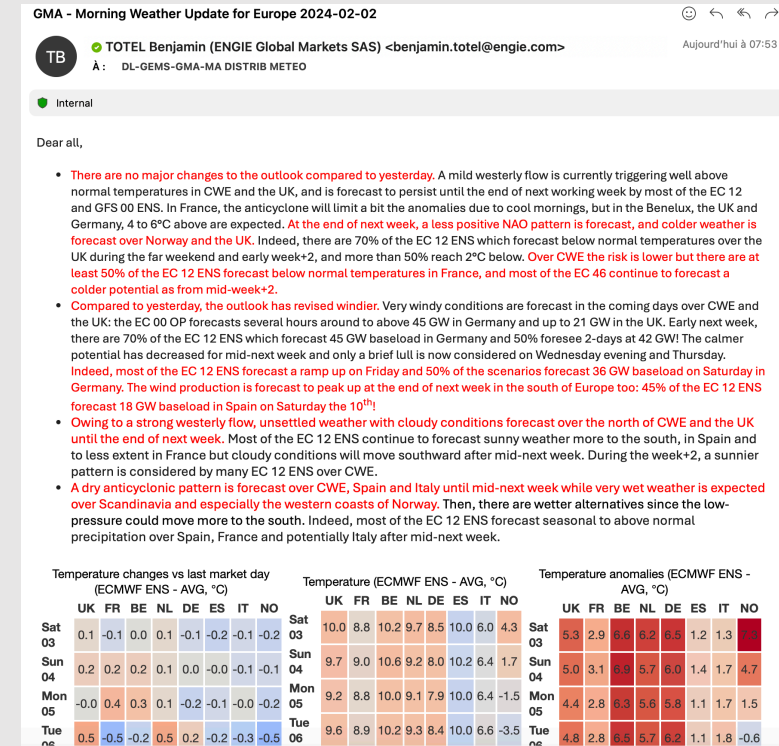 GMA - Morning Weather Update for Europe 2024-02-02
TB
TOTEL Benjamin (ENGIE Global Markets SAS) <benjamin.totel@engie.com>
Aujourd'hui à 07:53
À : DL-GEMS-GMA-MA DISTRIB METEO
Internal
Dear all,
• There are no major changes to the outlook compared to yesterday. A mild westerly flow is currently triggering well above
normal temperatures in CWE and the UK, and is forecast to persist until the end of next working week by most of the EC 12
and GFS 00 ENS. In France, the anticyclone will limit a bit the anomalies due to cool mornings, but in the Benelux, the UK and
Germany, 4 to 6°C above are expected. At the end of next week, a less positive NAO pattern is forecast, and colder weather is
forecast over Norway and the UK. Indeed, there are 70% of the EC 12 ENS which forecast below normal temperatures over the
UK during the far weekend and early week+2, and more than 50% reach 2°C below. Over CWE the risk is lower but there are at
least 50% of the EC 12 ENS forecast below normal temperatures in France, and most of the EC 46 continue to forecast a
colder potential as from mid-week+2.
• Compared to yesterday, the outlook has revised windier. Very windy conditions are forecast in the coming days over CWE and
the UK: the EC 00 OP forecasts several hours around to above 45 GW in Germany and up to 21 GW in the UK. Early next week,
there are 70% of the EC 12 ENS which forecast 45 GW baseload in Germany and 50% foresee 2-days at 42 GW! The calmer
potential has decreased for mid-next week and only a brief lull is now considered on Wednesday evening and Thursday.
Indeed, most of the EC 12 ENS forecast a ramp up on Friday and 50% of the scenarios forecast 36 GW baseload on Saturday in
Germany. The wind production is forecast to peak up at the end of next week in the south of Europe too: 45% of the EC 12 ENS
forecast 18 GW baseload in Spain on Saturday the 10th!
• Owing to a strong westerly flow, unsettled weather with cloudy conditions forecast over the north of CWE and the UK
until the end of next week. Most of the EC 12 ENS continue to forecast sunny weather more to the south, in Spain and
to less extent in France but cloudy conditions will move southward after mid-next week. During the week+2, a sunnier
pattern is considered by many EC 12 ENS over CWE.
• A dry anticyclonic pattern is forecast over CWE, Spain and Italy until mid-next week while very wet weather is expected
over Scandinavia and especially the western coasts of Norway. Then, there are wetter alternatives since the low-
pressure could move more to the south. Indeed, most of the EC 12 ENS forecast seasonal to above normal
precipitation over Spain, France and potentially Italy after mid-next week.
Temperature changes vs last market day
(ECMWF ENS - AVG, °C)
UK FR BE NL DE ES IT NO
Sat 03 0.1 -0.1 0.0 0.1 -0.1 -0.2 -0.1 -0.2
Sun 04 0.2 0.2 0.2 0.1 0.0 -0.0 -0.1 -0.1
Mon 05 -0.0 0.4 0.3 0.1 -0.2 -0.1 -0.0 -0.2
Tue 06 0.5 -0.5 -0.2 0.5 0.2 -0.2 -0.3 -0.5
Temperature (ECMWF ENS - AVG, °C)
UK FR BE NL DE ES IT NO
Sat 03 10.0 8.8 10.2 9.7 8.5 10.0 6.0 4.3
Sun 04 9.7 9.0 10.6 9.2 8.0 10.2 6.4 1.7
Mon 05 9.2 8.8 10.0 9.1 7.9 10.0 6.4 -1.5
Tue 06 9.6 8.9 10.2 9.3 8.4 10.0 6.6 -3.5
Temperature anomalies (ECMWF ENS -
AVG, °C)
UK FR BE NL DE ES IT NO
Sat 03 5.3 2.9 6.6 6.2 6.5 1.2 1.3
Sun 04 5.0 3.1 6.9 5.7 6.0 1.4 1.7 4.7
Mon 05 4.4 2.8 6.3 5.6 5.8 1.1 1.7 1.5
Tue 06 4.8 2.8 6.5 5.7 6.2 1.1 1.8 -0.6